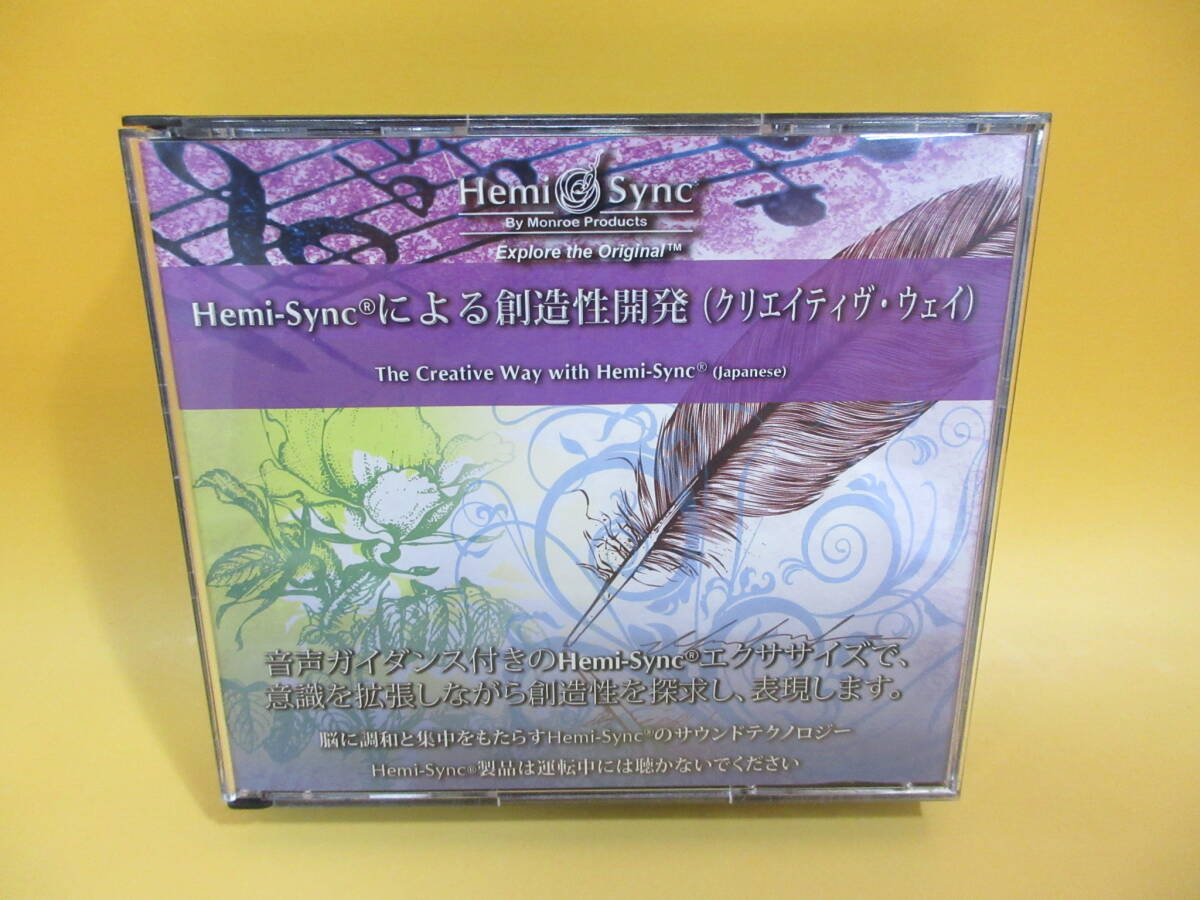 Hemi Sync
By Monroe Products
Explore the Original™
Hemi-Sync®による創造性開発（クリエイティヴ・ウェイ）
The Creative Way with Hemi-Sync® (Japanese)
音声ガイダンス付きのHemi-Sync®エクササイズで、
意識を拡張しながら創造性を探求し、表現します。
脳に調和と集中をもたらすHemi-Sync®のサウンドテクノロジー
Hemi-Sync®製品は運転中には聴かないでください